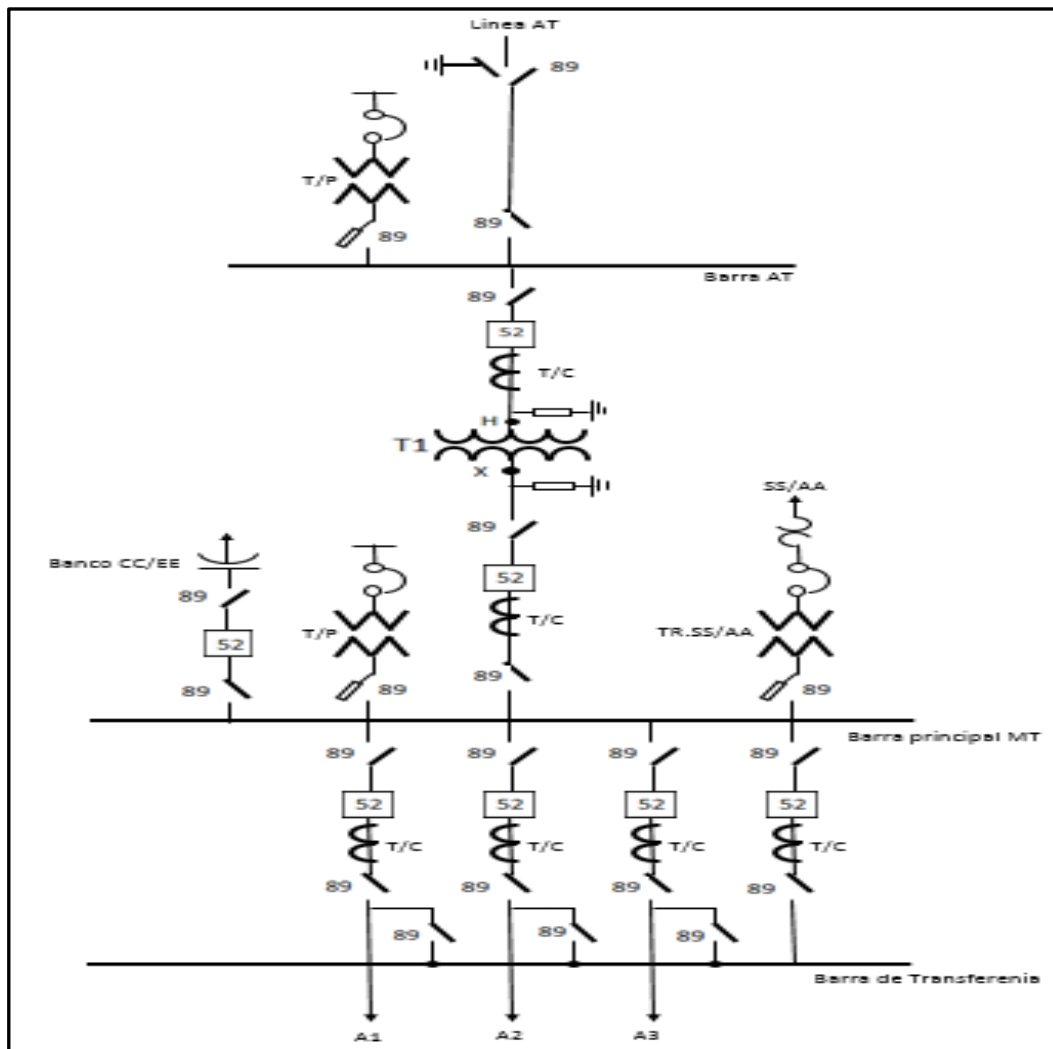 Linea AT
89
T/P
89
89
Barra AT
89
52
T/C
H
T1
X
SS/AA
89
Banco CC/EE
52
89
T/P
T/C
TR.SS/AA
52
89
89
89
89
Barra principal MT
89
89
89
89
52
52
52
52
T/C
T/C
T/C
T/C
89
89
89
89
89
89
89
Barra de Transferenia
A1
A2
A3